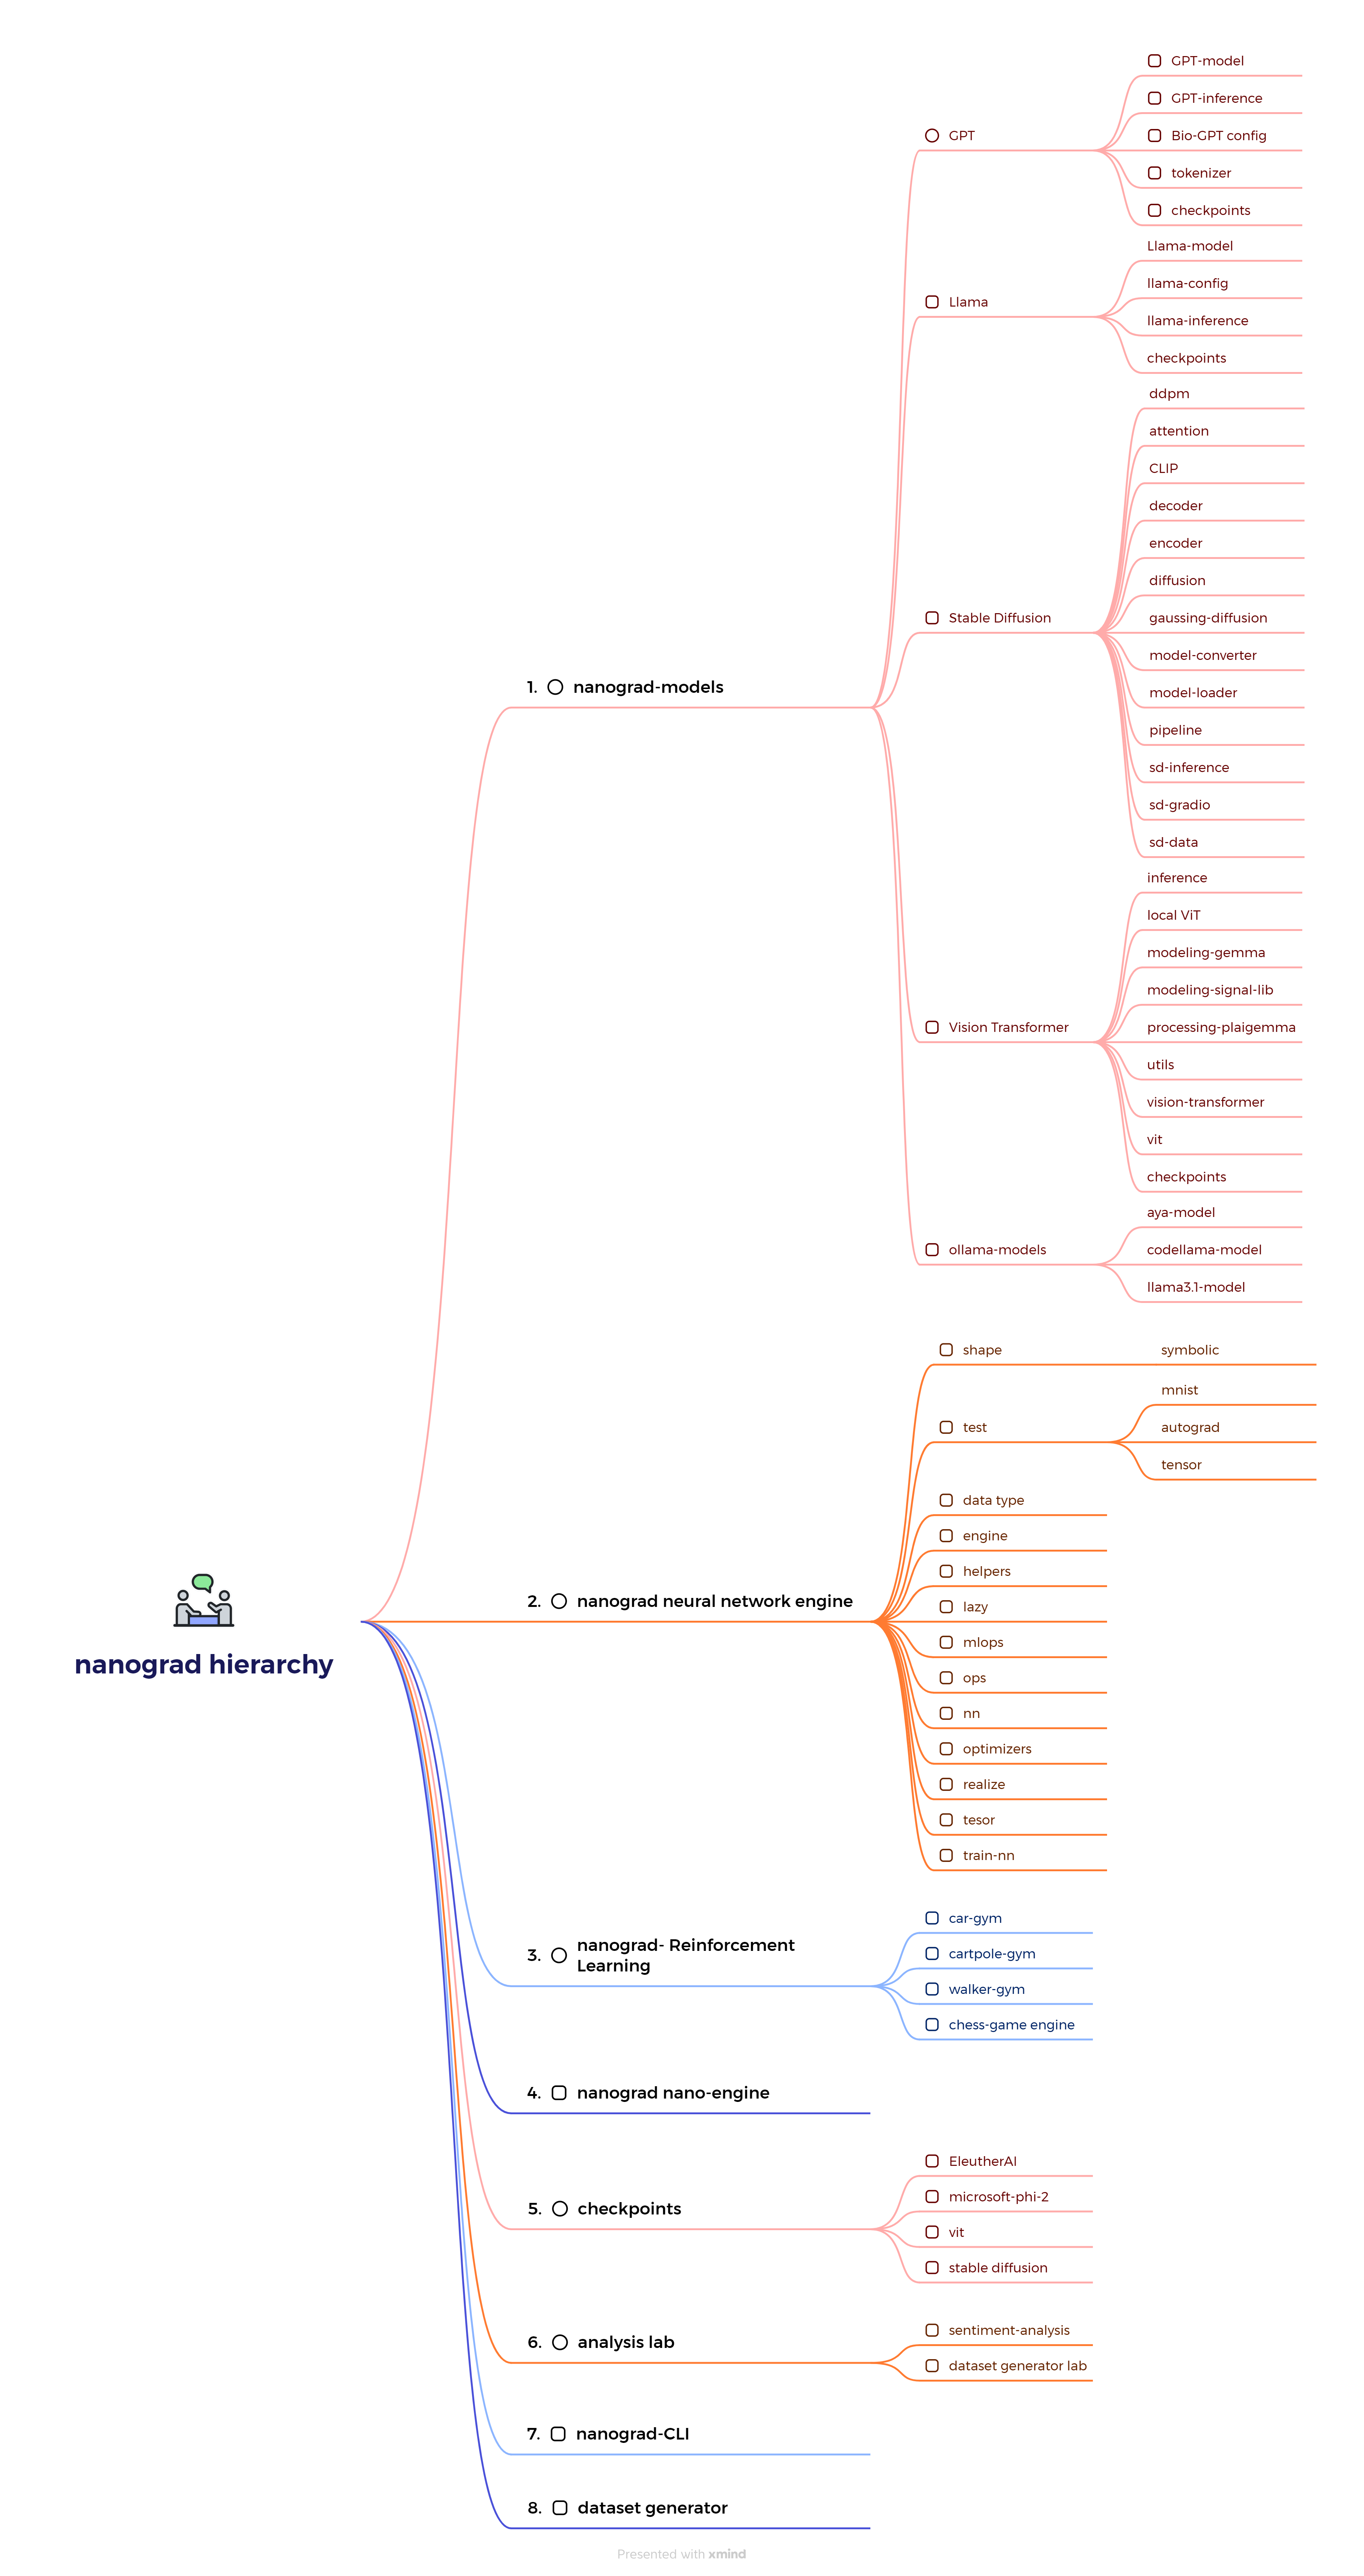 nanograd hierarchy
1. nanograd-models
GPT
GPT-model
GPT-inference
Bio-GPT config
tokenizer
checkpoints
Llama
Llama-model
llama-config
llama-inference
checkpoints
Stable Diffusion
ddpm
attention
CLIP
decoder
encoder
diffusion
gaussing-diffusion
model-converter
model-loader
pipeline
sd-inference
sd-gradio
sd-data
Vision Transformer
inference
local ViT
modeling-gemma
modeling-signal-lib
processing-plaigemma
utils
vision-transformer
vit
checkpoints
ollama-models
aya-model
codellama-model
llama3.1-model
2. nanograd neural network engine
shape
symbolic
test
mnist
autograd
tensor
data type
engine
helpers
lazy
mlops
ops
nn
optimizers
realize
tesor
train-nn
3. nanograd- Reinforcement
Learning
car-gym
cartpole-gym
walker-gym
chess-game engine
4. nanograd nano-engine
5. checkpoints
EleutherAI
microsoft-phi-2
vit
stable diffusion
6. analysis lab
sentiment-analysis
dataset generator lab
7. nanograd-CLI
8. dataset generator
Presented with xmind